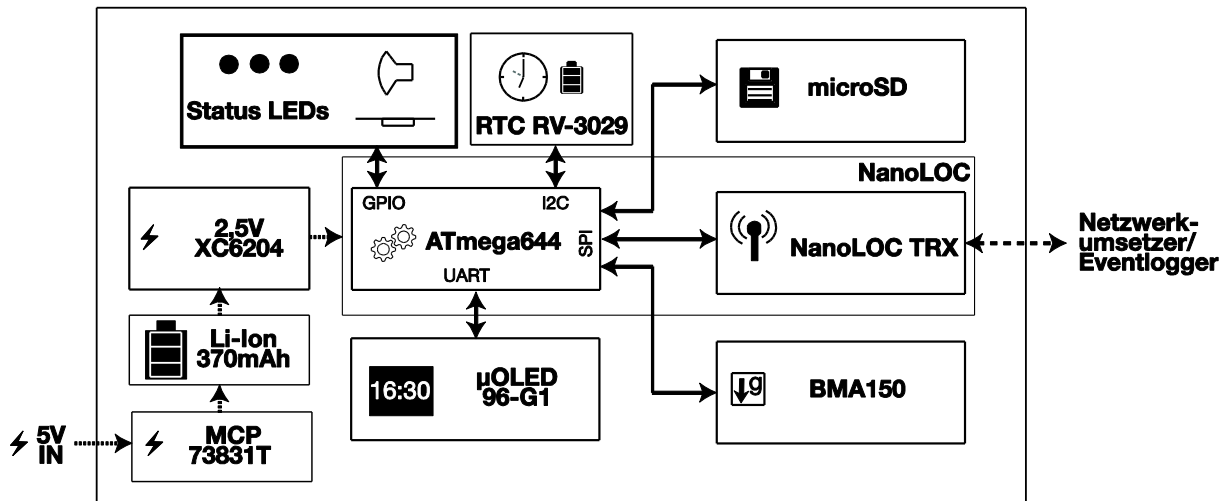 Status LEDs
RTC RV-3029
microSD
NanoLOC
GPIO
I2C
ATmega644
SPI
UART
2,5V
XC6204
NanoLOC TRX
Netzwerk-
umsetzer/
Eventlogger
Li-Ion
370mAh
16:30
µOLED
96-G1
g
BMA150
5V
IN
MCP
73831T